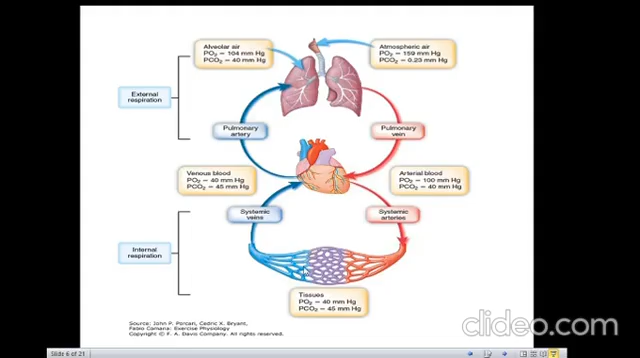 Alveolar air
PO2 = 104 mm Hg
PCO2 = 40 mm Hg
Atmospheric air
PO2 = 159 mm Hg
PCO2 = 0.23 mm Hg
External
respiration
Pulmonary
artery
Pulmonary
vein
Venous blood
PO2 = 40 mm Hg
PCO2 = 45 mm Hg
Arterial blood
PO2 = 100 mm Hg
PCO2 = 40 mm Hg
Systemic
veins
Systemic
arteries
Internal
respiration
Tissues
PO2 = 40 mm Hg
PCO2 = 45 mm Hg
Source: John P. Porcari, Cedric X. Bryant,
Fabio Comana: Exercise Physiology
Copyright © F. A. Davis Company. All rights reserved.
clideo.com
Slide 6 of 21